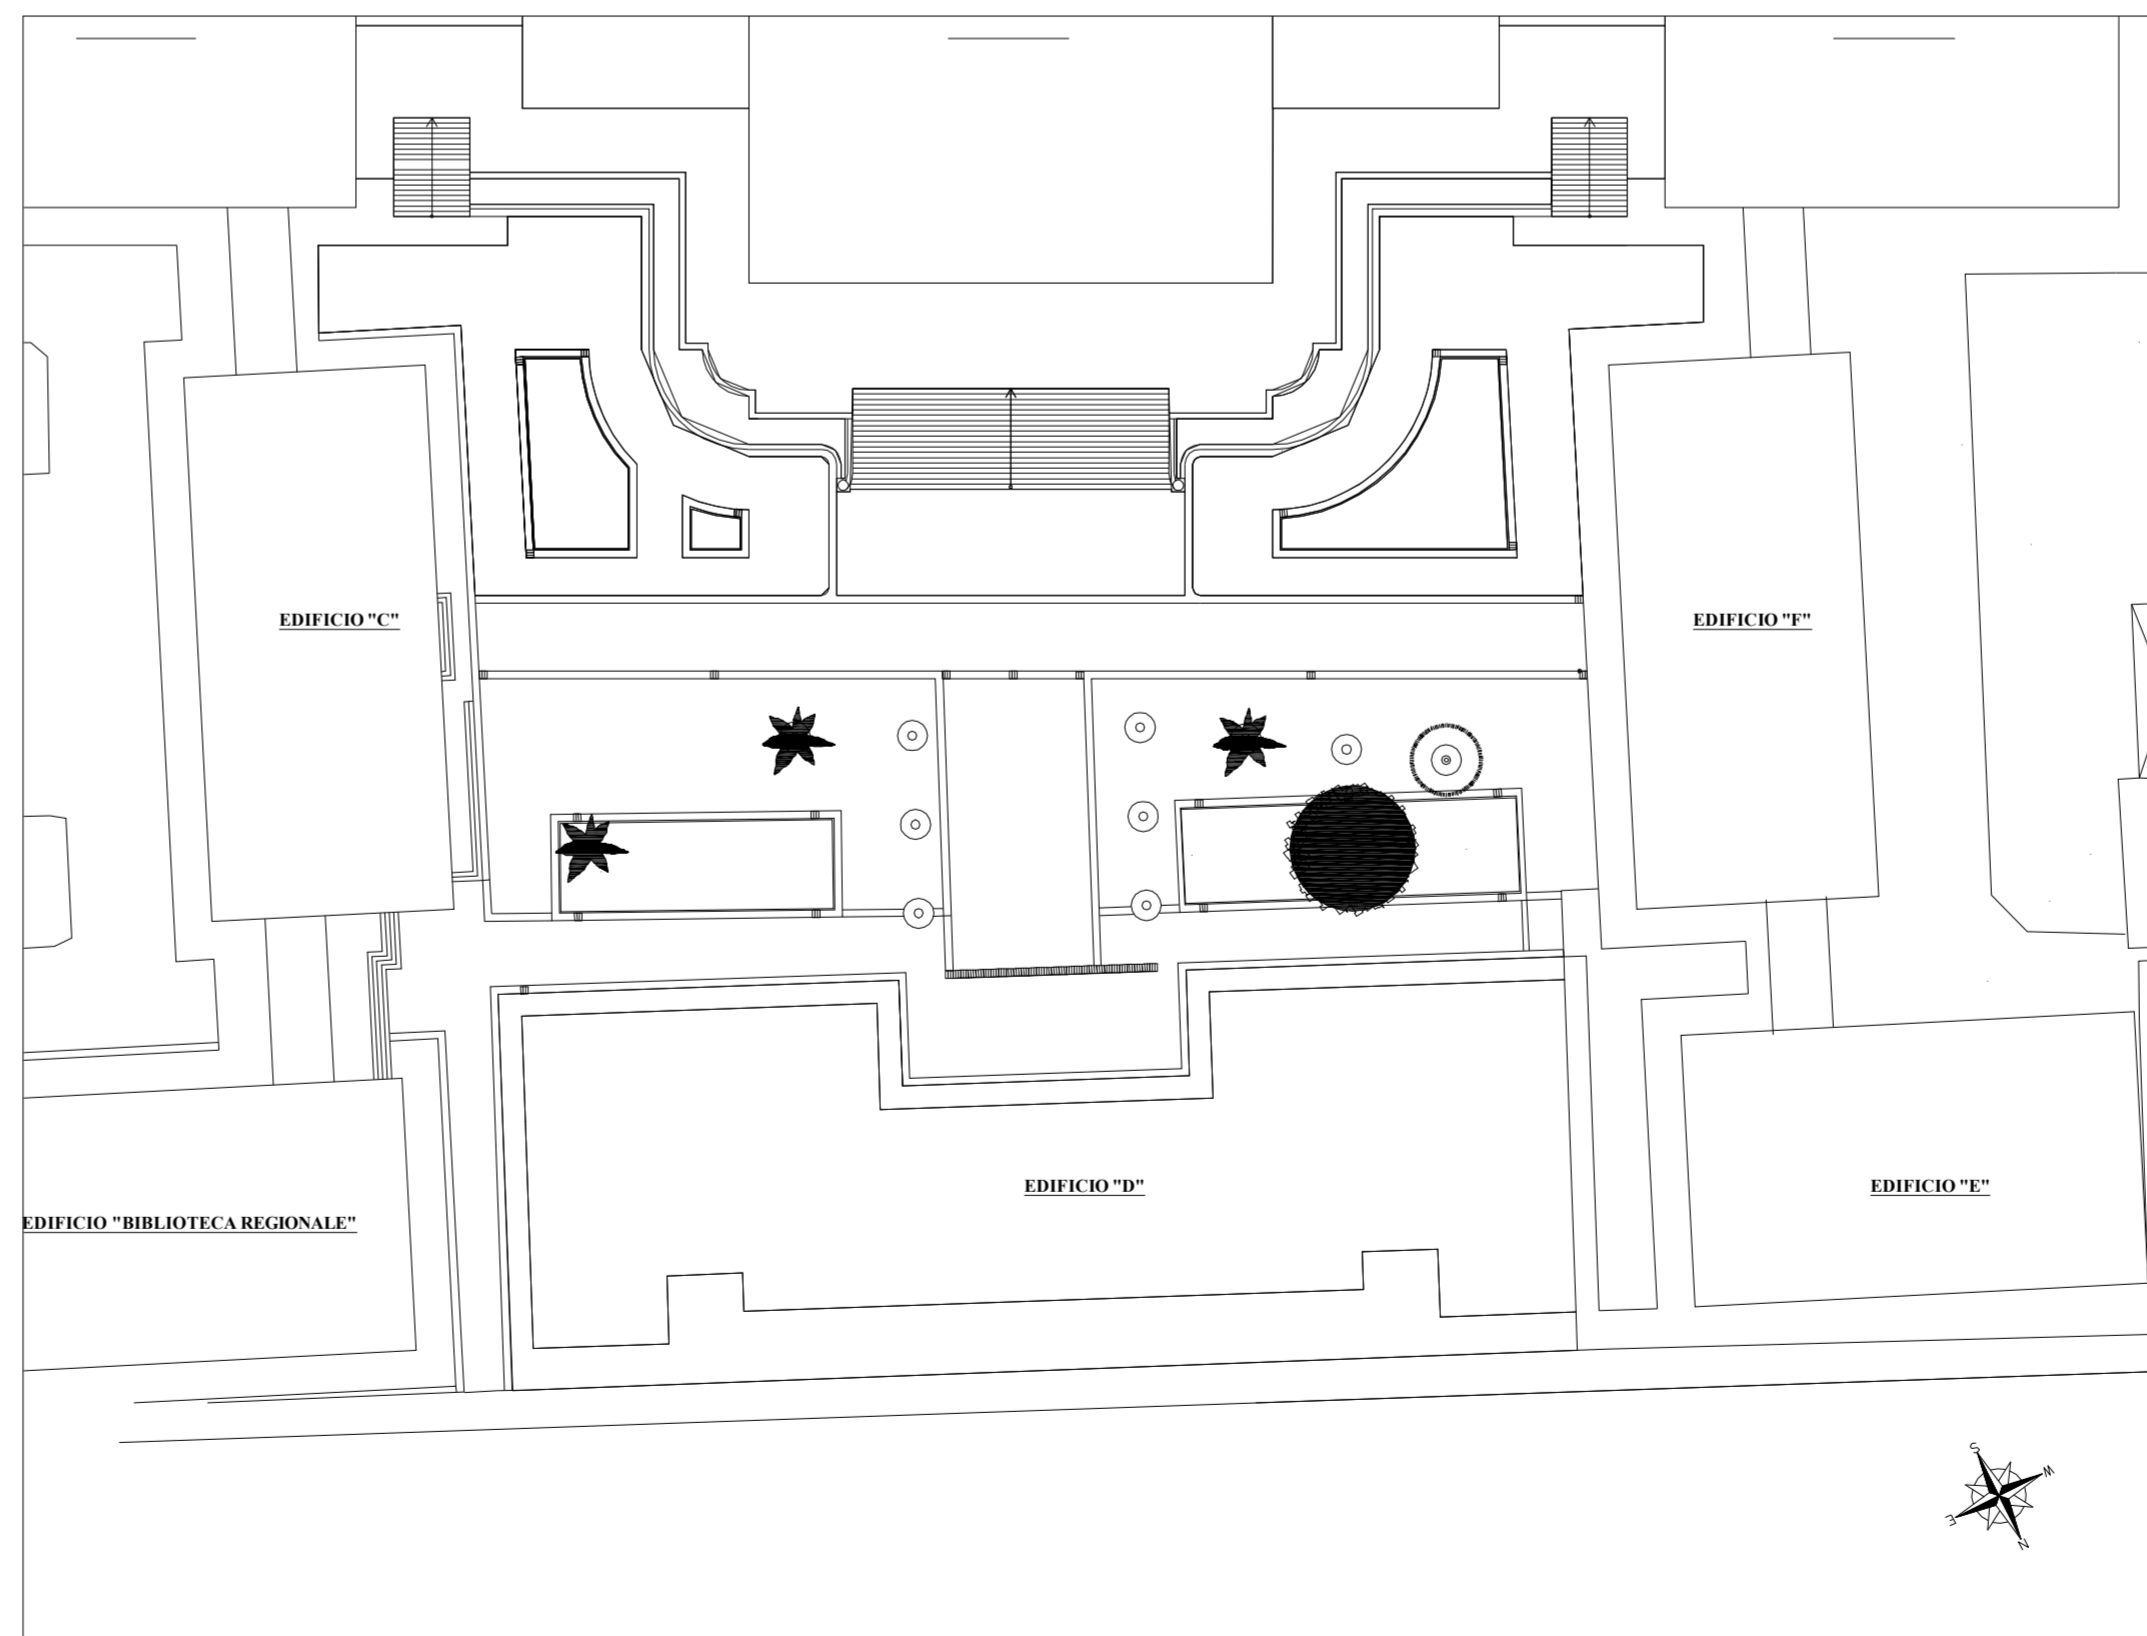 EDIFICIO "C"
EDIFICIO "F"
EDIFICIO "D"
EDIFICIO "E"
EDIFICIO "BIBLIOTECA REGIONALE"
S
W
E
N